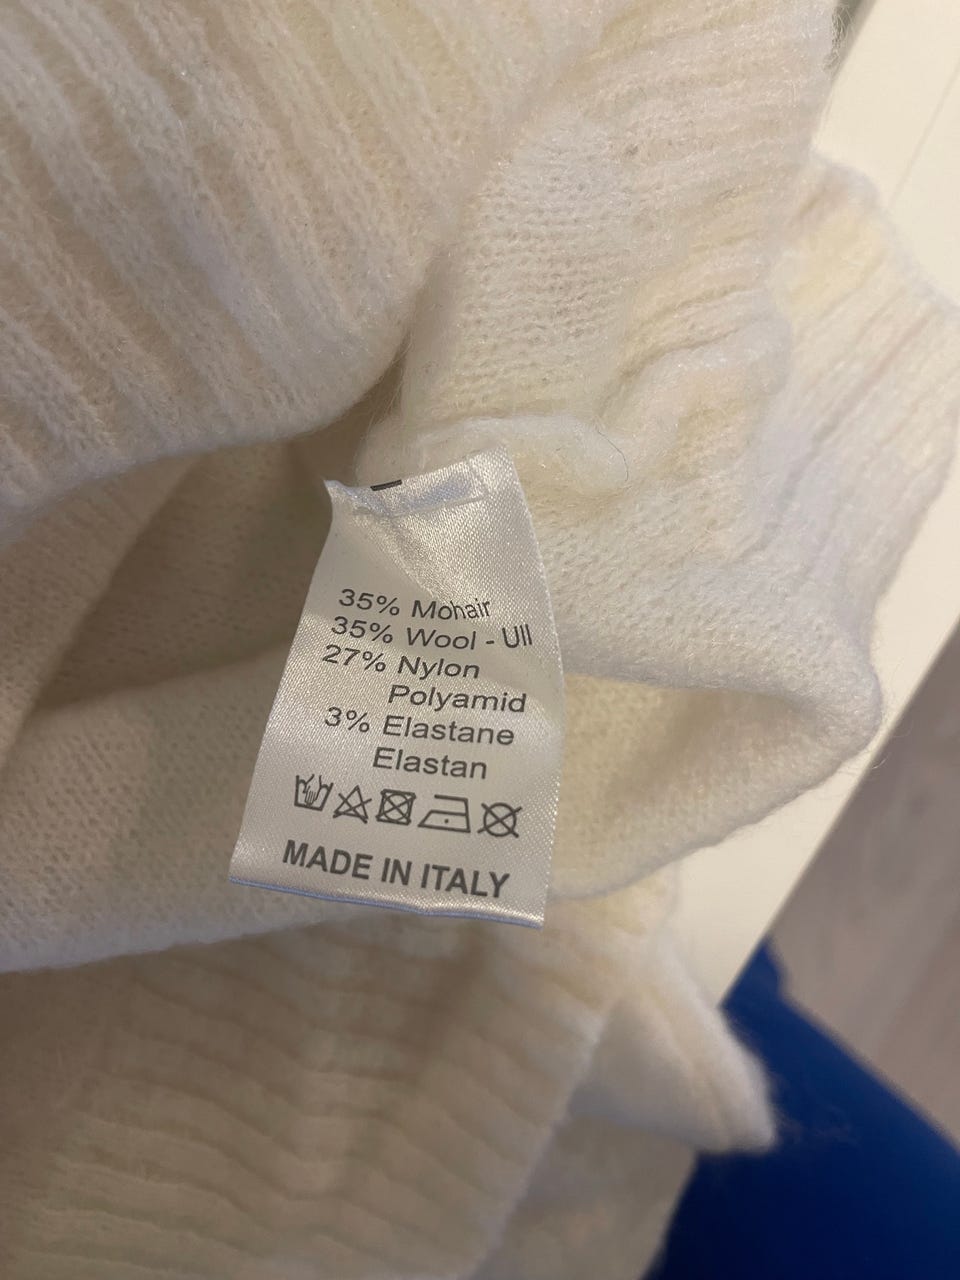 35% Mohair
35% Wool - Ull
27% Nylon
Polyamid
3% Elastane
Elastan
MADE IN ITALY